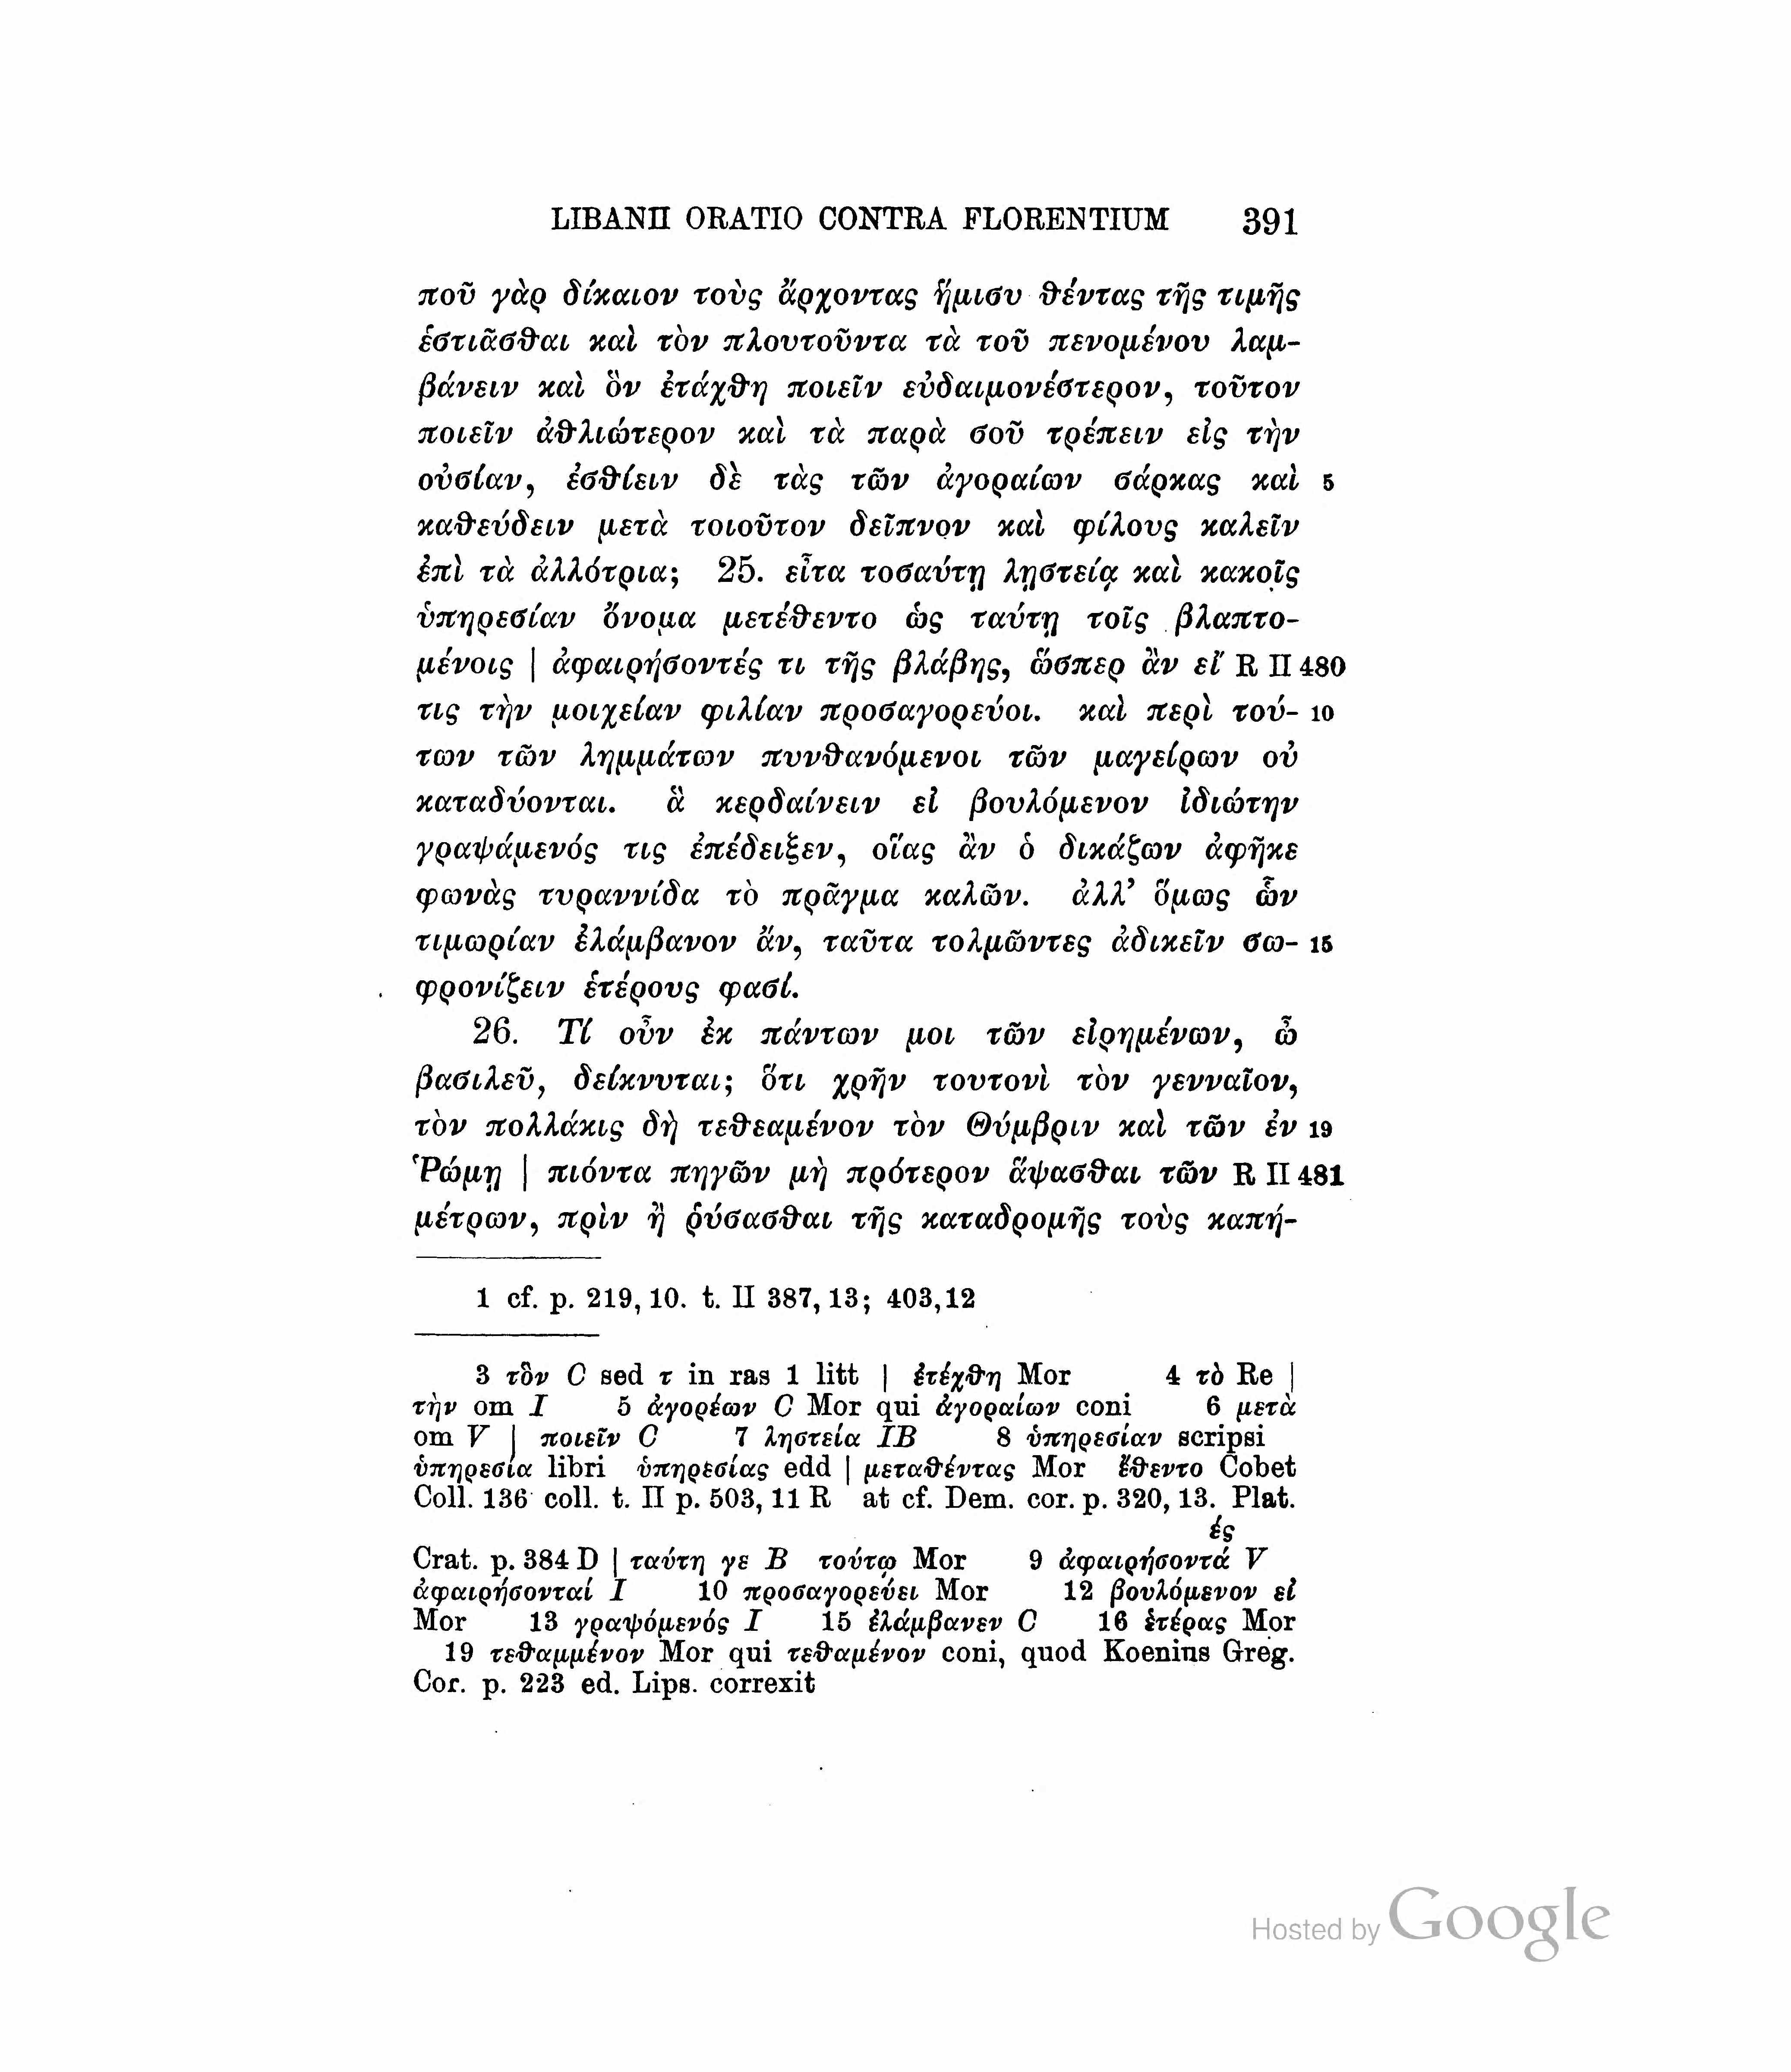 LIBANII ORATIO CONTRA FLORENTIUM 391
ποῦ γὰρ δίκαιον τοὺς ἄρχοντας ἥμισυ θέντας τῆς τιμῆς
ἑστιᾶσθαι καὶ τὸν πλουτοῦντα τὰ τοῦ πενομένου λαμ-
βάνειν καὶ ὃν ἐτάχθη ποιεῖν εὐδαιμονέστερον, τοῦτον
ποιεῖν ἀθλιώτερον καὶ τὰ παρὰ σοῦ τρέπειν εἰς τὴν
οὐσίαν, ἐσθίειν δὲ τὰς τῶν ἀγοραίων σάρκας καὶ 5
καθεύδειν μετὰ τοιοῦτον δεῖπνον καὶ φίλους καλεῖν
ἐπὶ τὰ ἀλλότρια; 25. εἶτα τοσαύτῃ λῃστείᾳ καὶ κακοῖς
ὑπηρεσίαν ὄνομα μετέθεντο ὡς ταύτῃ τοῖς βλαπτο-
μένοις | ἀφαιρήσοντές τι τῆς βλάβης, ὥσπερ ἂν εἴ R II 480
τις τὴν μοιχείαν φιλίαν προσαγορεύοι. καὶ περὶ τού- 10
των τῶν λημμάτων πυνθανόμενοι τῶν μαγείρων οὐ
καταδύονται. ἃ κερδαίνειν εἰ βουλόμενον ἰδιώτην
γραψάμενός τις ἐπέδειξεν, οἵας ἂν ὁ δικάζων ἀφῆκε
φωνὰς τυραννίδα τὸ πρᾶγμα καλῶν. ἀλλ’ ὅμως ὧν
τιμωρίαν ἐλάμβανον ἄν, ταῦτα τολμῶντες ἀδικεῖν σω- 15
φρονίζειν ἑτέρους φασί.
26. Τί οὖν ἐκ πάντων μοι τῶν εἰρημένων, ὦ
βασιλεῦ, δείκνυται; ὅτι χρῆν τουτονὶ τὸν γενναῖον,
τὸν πολλάκις δὴ τεθεαμένον τὸν Θύμβριν καὶ τῶν ἐν 19
Ῥώμῃ | πιόντα πηγῶν μὴ πρότερον ἅψασθαι τῶν R II 481
μέτρων, πρὶν ἢ ῥύσασθαι τῆς καταδρομῆς τοὺς καπή-
1 cf. p. 219, 10. t. II 387, 13; 403, 12
3 τὃν C sed τ in ras 1 litt | ἐτέχθη Mor 4 τὸ Re |
τὴν om I 5 ἀγορέων C Mor qui ἀγοραίων coni 6 μετὰ
om V | ποιεῖν C 7 ληστεία IB 8 ὑπηρεσίαν scripsi
ὑπηρεσία libri ὑπηρεσίας edd | μεταθέντας Mor ἔθεντο Cobet
Coll. 136 coll. t. II p. 503, 11 R at cf. Dem. cor. p. 320, 13. Plat.
ές
Crat. p. 384 D | ταύτη γε B τούτῳ Mor 9 ἀφαιρήσοντά V
ἀφαιρήσονταί I 10 προσαγορεύει Mor 12 βουλόμενον εἰ
Mor 13 γραψόμενός I 15 ἐλάμβανεν C 16 ἑτέρας Mor
19 τεθαμμένον Mor qui τεθαμένον coni, quod Koenius Greg.
Cor. p. 223 ed. Lips. correxit
Hosted by Google